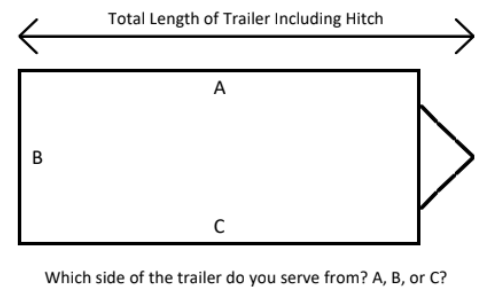 Total Length of Trailer Including Hitch
A
B
C
Which side of the trailer do you serve from? A, B, or C?